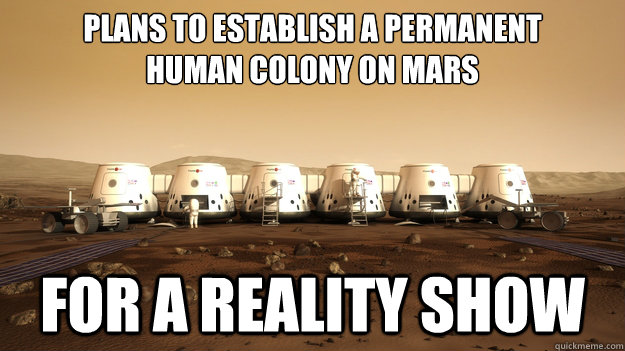 PLANS TO ESTABLISH A PERMANENT
HUMAN COLONY ON MARS
FOR A REALITY SHOW
quickmeme.com